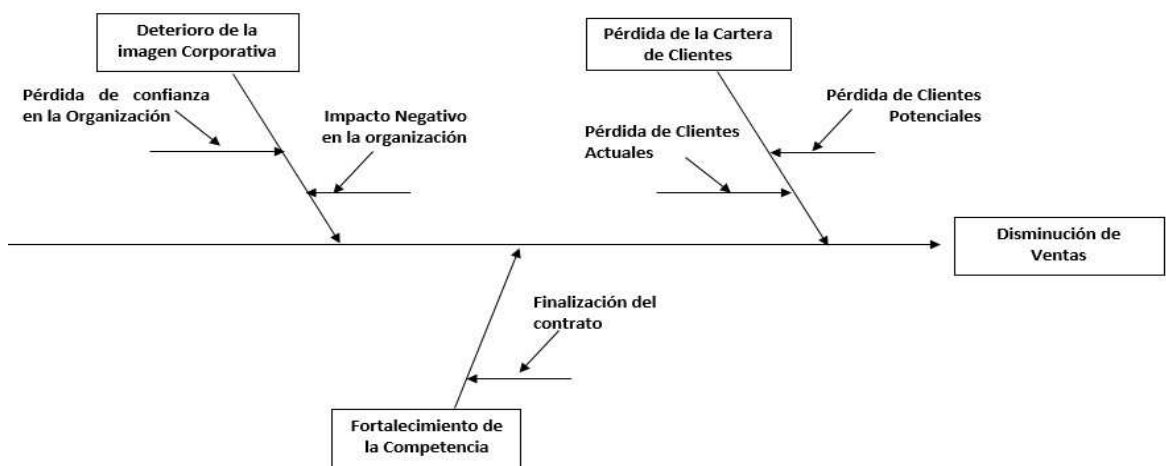 Deterioro de la
imagen Corporativa
Pérdida de la Cartera
de Clientes
Pérdida de confianza
en la Organización
Impacto Negativo
en la organización
Pérdida de Clientes
Actuales
Pérdida de Clientes
Potenciales
Disminución de
Ventas
Finalización del
contrato
Fortalecimiento de
la Competencia